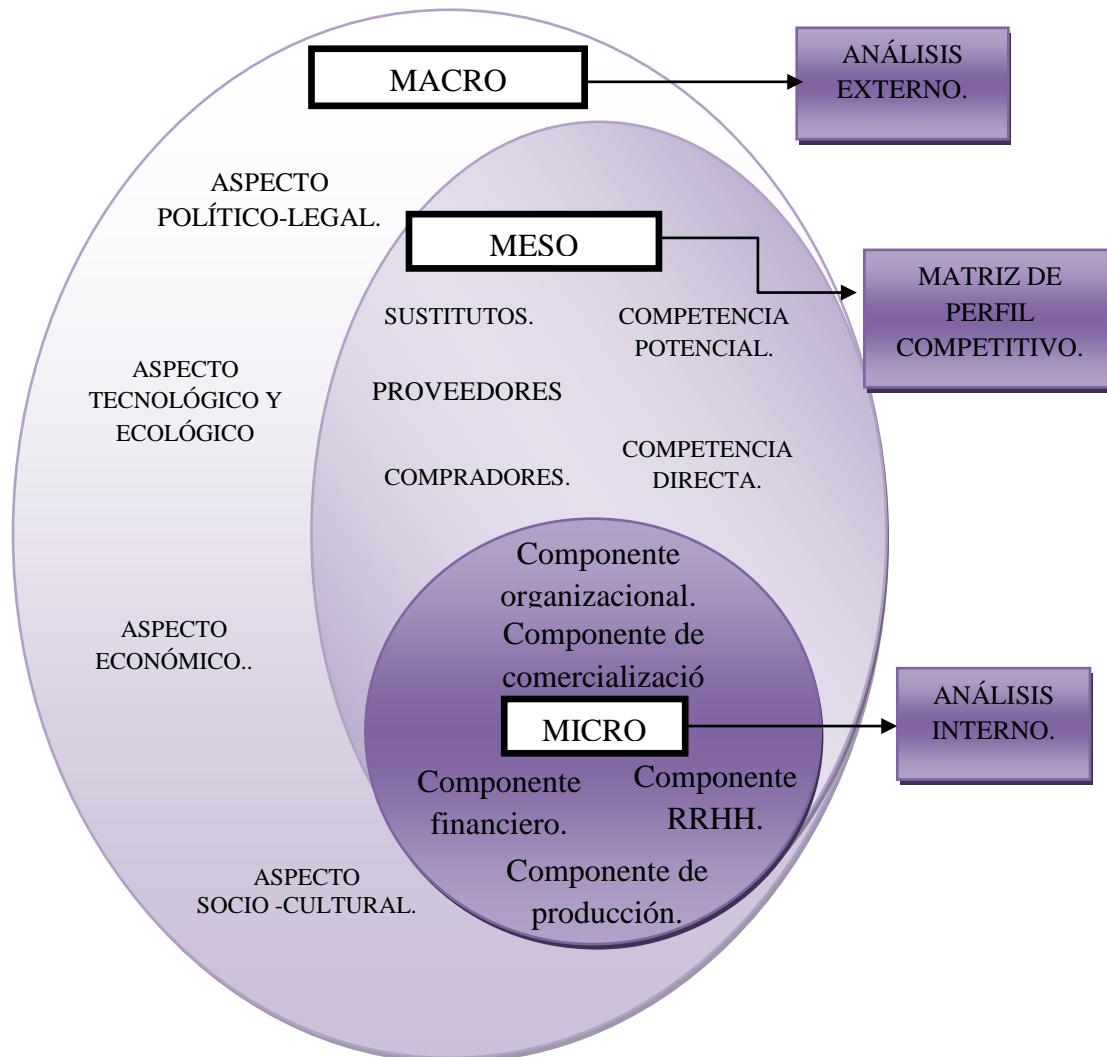 MACRO
ANÁLISIS
EXTERNO.
ASPECTO
POLÍTICO-LEGAL.
MESO
MATRIZ DE
PERFIL
COMPETITIVO.
SUSTITUTOS.
COMPETENCIA
POTENCIAL.
ASPECTO
TECNOLÓGICO Y
ECOLÓGICO
PROVEEDORES
COMPRADORES.
COMPETENCIA
DIRECTA.
Componente
organizacional.
ASPECTO
ECONÓMICO..
Componente de
comercializació
MICRO
ANÁLISIS
INTERNO.
Componente
financiero.
Componente
RRHH.
ASPECTO
SOCIO -CULTURAL.
Componente de
producción.